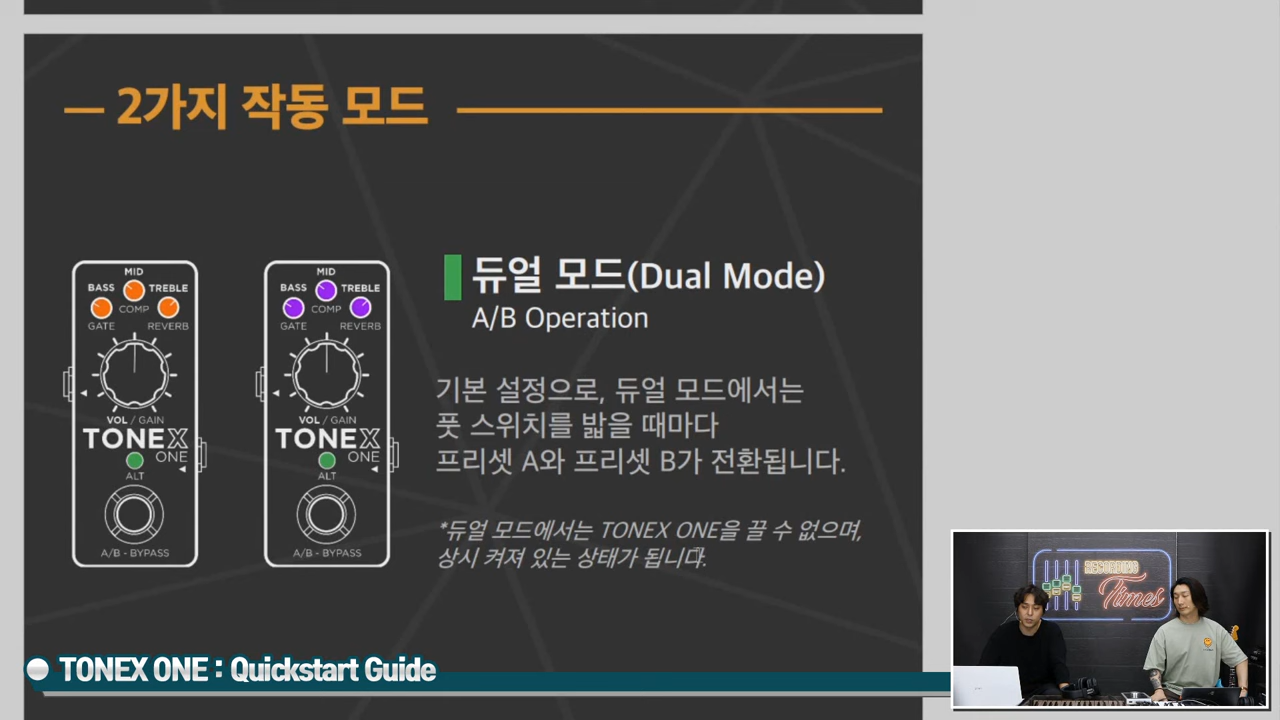 2가지 작동 모드
MID
BASS TREBLE
COMP
GATE REVERB
VOL / GAIN
TONEX
ONE
ALT
A/B - BYPASS
MID
BASS TREBLE
COMP
GATE REVERB
VOL / GAIN
TONEX
ONE
ALT
A/B - BYPASS
듀얼 모드(Dual Mode)
A/B Operation
기본 설정으로, 듀얼 모드에서는
풋 스위치를 밟을 때마다
프리셋 A와 프리셋 B가 전환됩니다.
*듀얼 모드에서는 TONEX ONE을 끌 수 없으며,
상시 켜져 있는 상태가 됩니다.
RECORDING
Times
TONEX ONE : Quickstart Guide